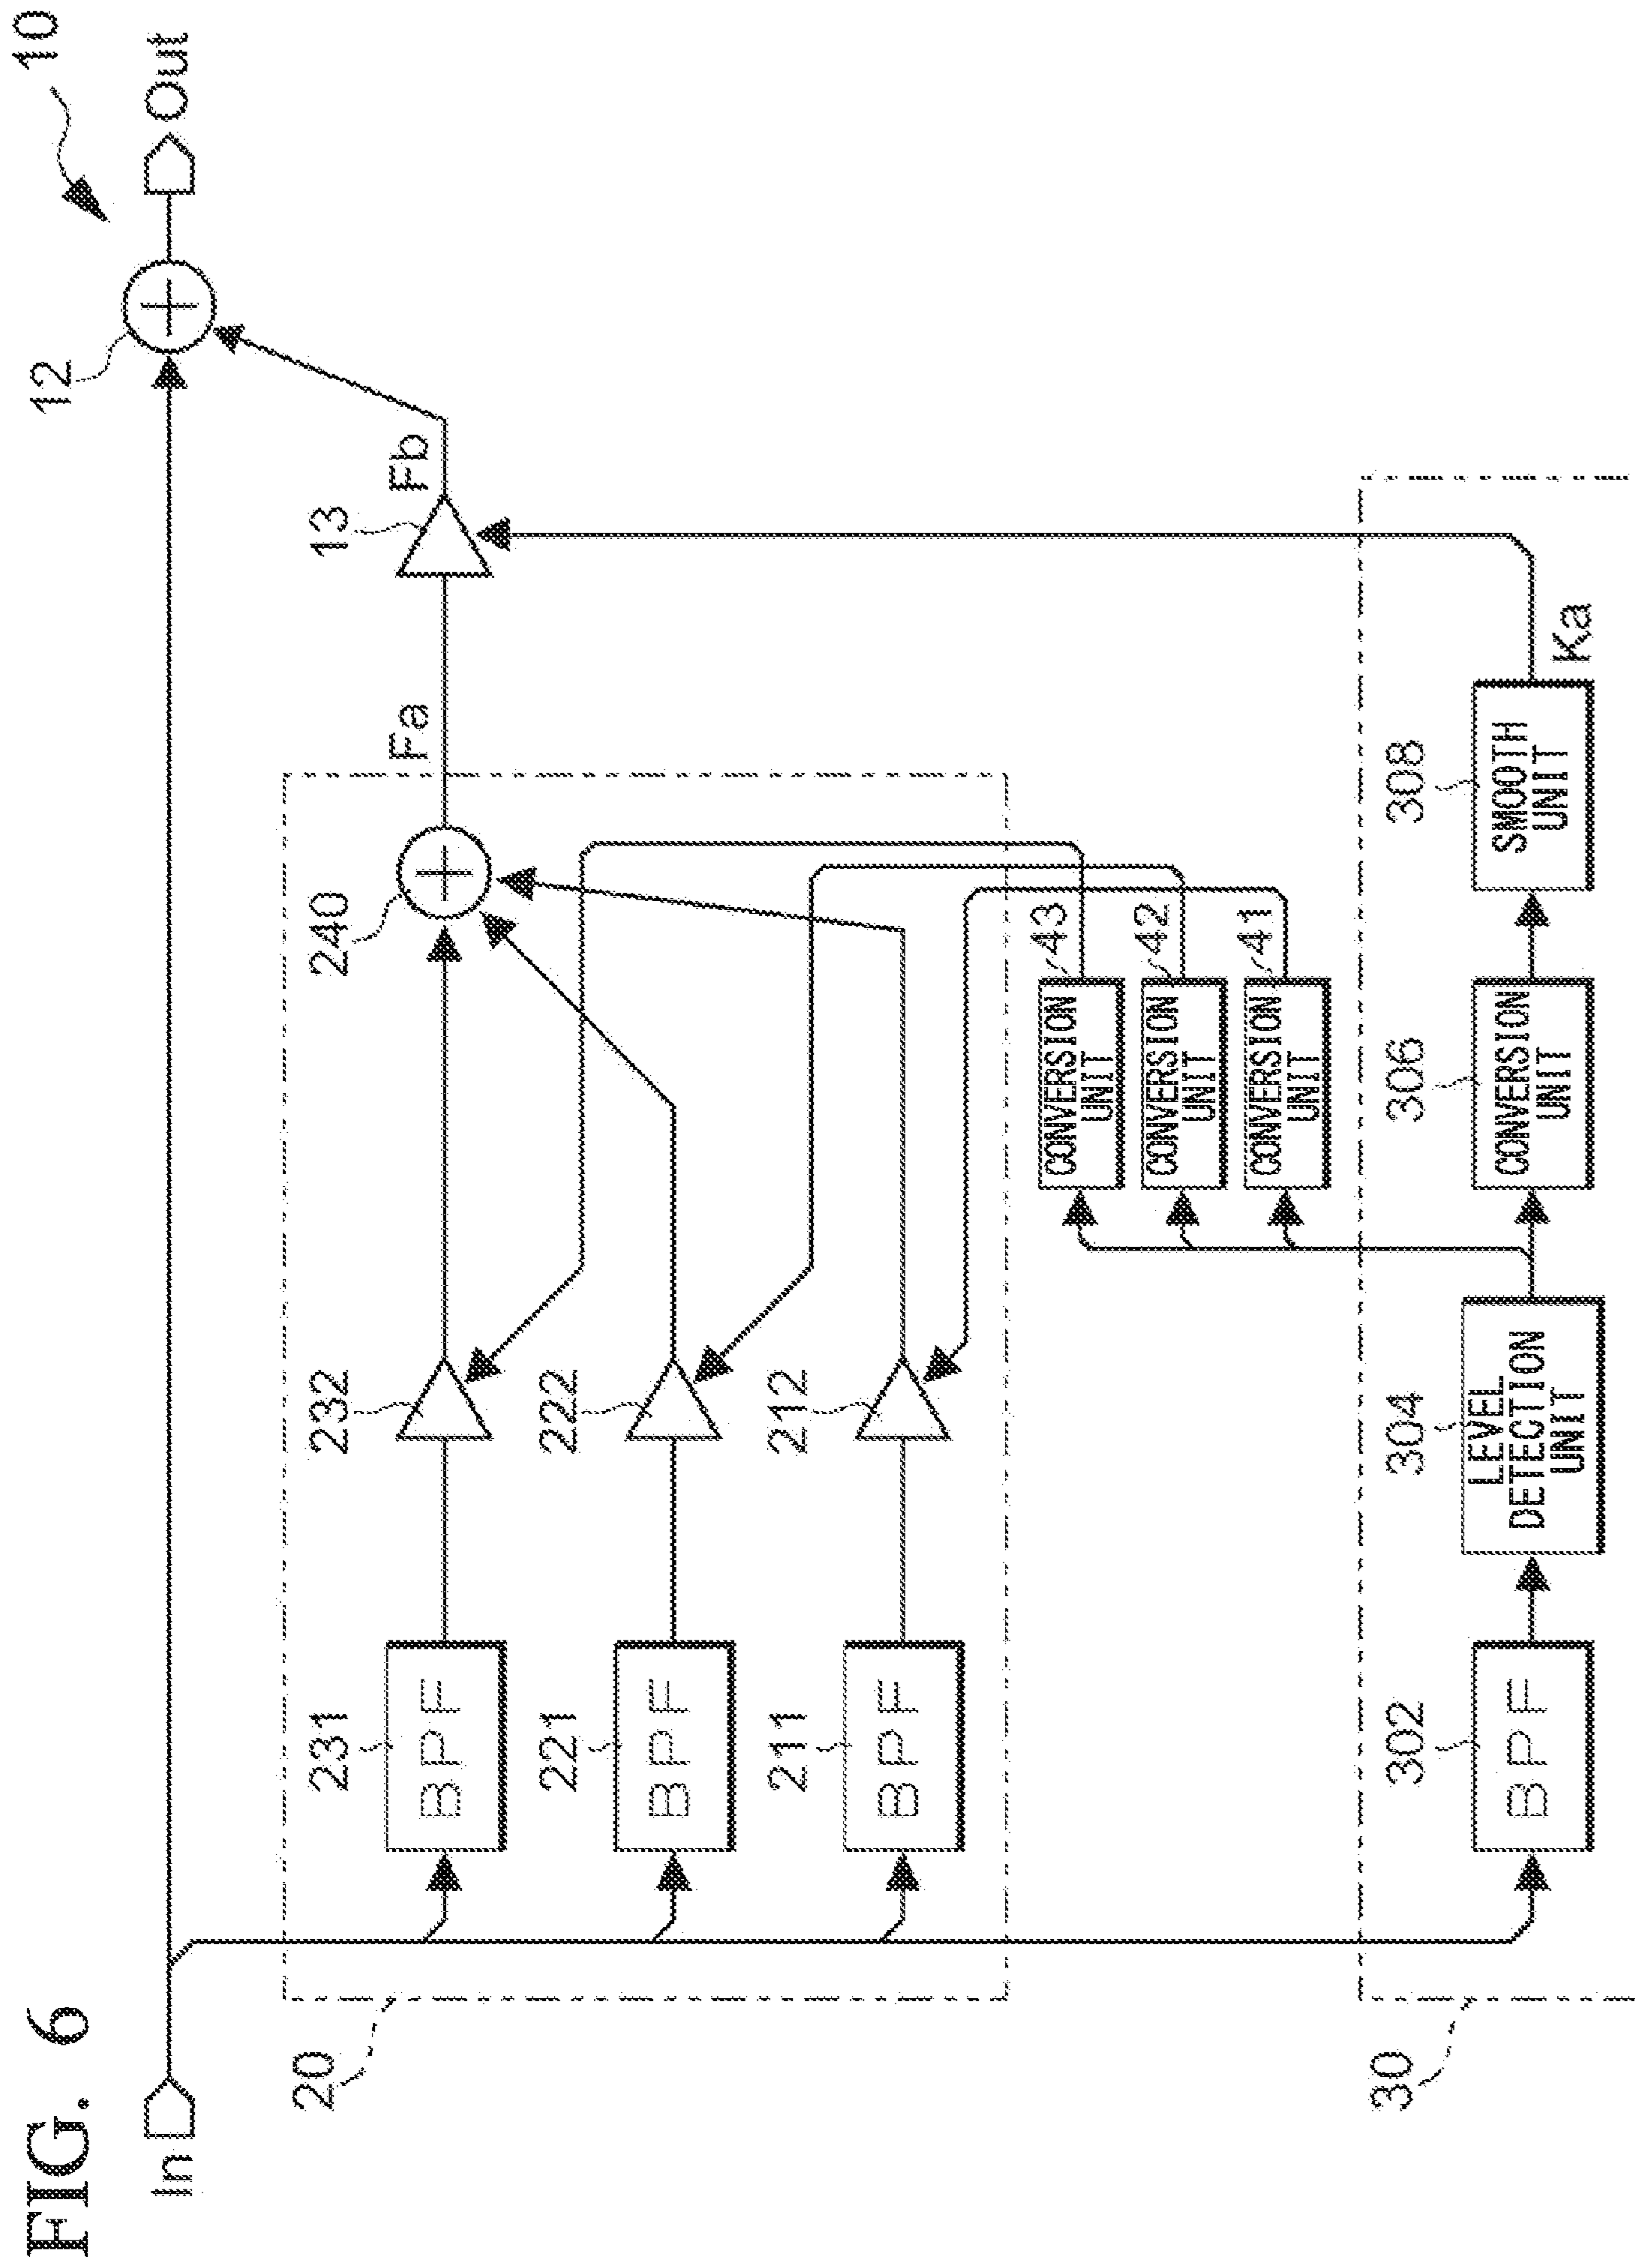 FIG. 6
10
In
Out
12
20
240
Fa
13
Fb
231
BPF
232
221
BPF
222
211
BPF
212
CONVERSION
UNIT
43
CONVERSION
UNIT
42
CONVERSION
UNIT
41
30
302
BPF
304
LEVEL
DETECTION
UNIT
306
CONVERSION
UNIT
308
SMOOTH
UNIT
Ka